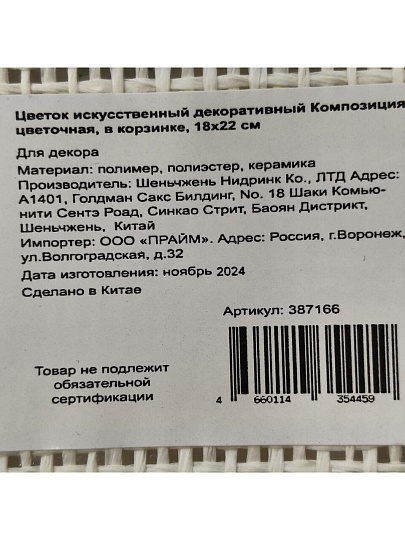 Цветок искусственный декоративный Композиция
цветочная, в корзинке, 18х22 см
Для декора
Материал: полимер, полиэстер, керамика
Производитель: Шеньчжень Нидринк Ко., ЛТД Адрес:
А1401, Голдман Сакс Билдинг, No. 18 Шаки Комью-
нити Сентэ Роад, Синкао Стрит, Баоян Дистрикт,
Шеньчжень, Китай
Импортер: ООО «ПРАЙМ». Адрес: Россия, г.Воронеж,
ул.Волгоградская, д.32
Дата изготовления: ноябрь 2024
Сделано в Китае
Артикул: 387166
Товар не подлежит
обязательной
сертификации
4 660114 354459